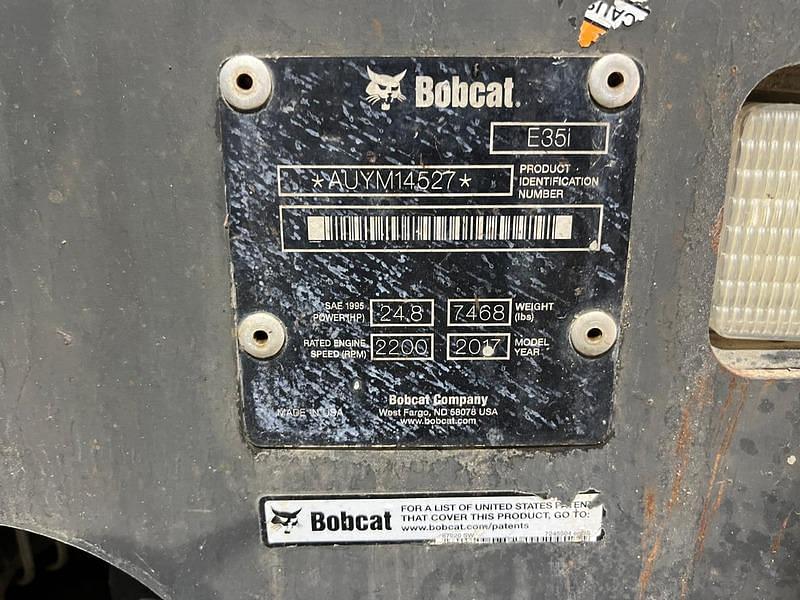 CAU
Bobcat
E35i
*AUYM14527*
PRODUCT
IDENTIFICATION
NUMBER
SAE 1995
POWER(HP)
24.8
7468
WEIGHT
(lbs)
RATED ENGINE
SPEED (RPM)
2200
2017
MODEL
YEAR
Bobcat Company
MADE IN USA
West Fargo, ND 58078 USA
www.bobcat.com
Bobcat
FOR A LIST OF UNITED STATES PATEN
THAT COVER THIS PRODUCT, GO TO:
www.bobcat.com/patents